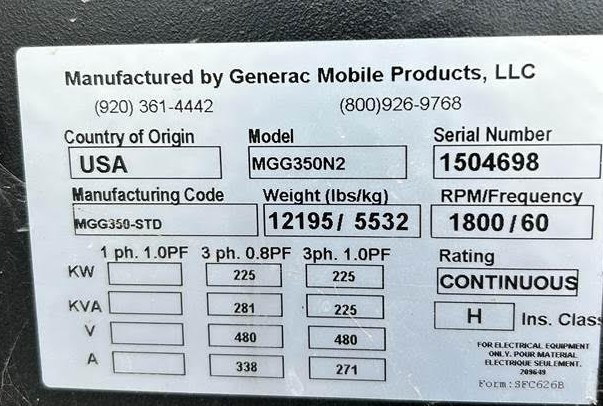 Manufactured by Generac Mobile Products, LLC
(920) 361-4442 (800)926-9768
Country of Origin Model Serial Number
USA MGG350N2 1504698
Manufacturing Code Weight (lbs/kg) RPM/Frequency
MGG350-STD 12195/ 5532 1800/60
1 ph. 1.0PF 3 ph. 0.8PF 3ph. 1.0PF Rating
KW 225 225 CONTINUOUS
KVA 281 225 H Ins. Class
V 480 480
A 338 271
FOR ELECTRICAL EQUIPMENT
ONLY. POUR MATERIAL
ELECTRIQUE SEULEMENT.
209649
Form:SFC626B